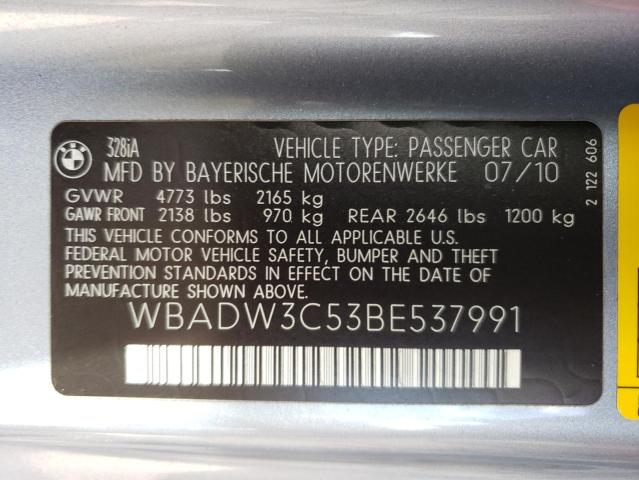 BMW
328iA VEHICLE TYPE: PASSENGER CAR
MFD BY BAYERISCHE MOTORENWERKE 07/10
GVWR 4773 lbs 2165 kg
GAWR FRONT 2138 lbs 970 kg REAR 2646 lbs 1200 kg
THIS VEHICLE CONFORMS TO ALL APPLICABLE U.S.
FEDERAL MOTOR VEHICLE SAFETY, BUMPER AND THEFT
PREVENTION STANDARDS IN EFFECT ON THE DATE OF
MANUFACTURE SHOWN ABOVE.
WBADW3C53BE537991
2 122 606